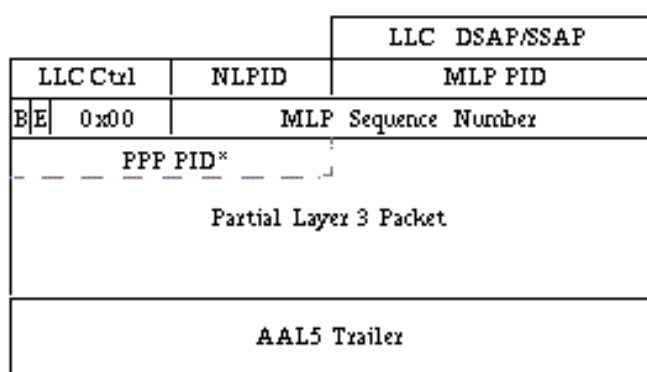 LLC DSAP/SSAP
LLC Ctrl NLPID MLP PID
B E 0x00 MLP Sequence Number
PPP PID*
Partial Layer 3 Packet
AAL5 Trailer